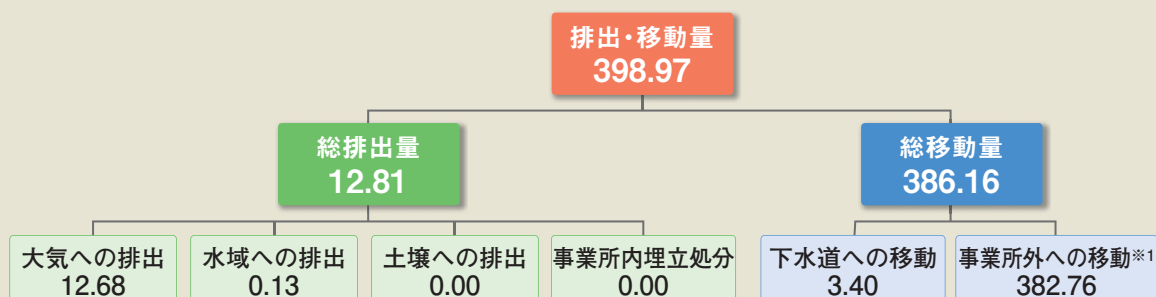 排出・移動量
398.97
総排出量
12.81
総移動量
386.16
大気への排出
12.68
水域への排出
0.13
土壌への排出
0.00
事業所内埋立処分
0.00
下水道への移動
3.40
事業所外への移動※1
382.76